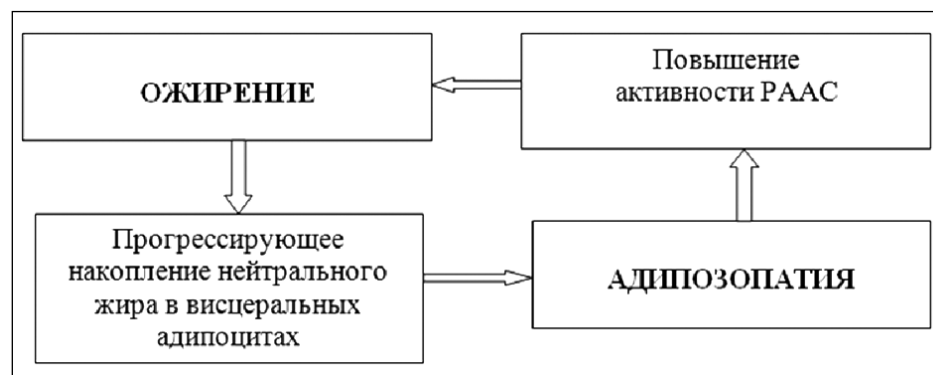 ОЖИРЕНИЕ
Повышение
активности РААС
Прогрессирующее
накопление нейтрального
жира в висцеральных
адипоцитах
АДИПОЗОПАТИЯ